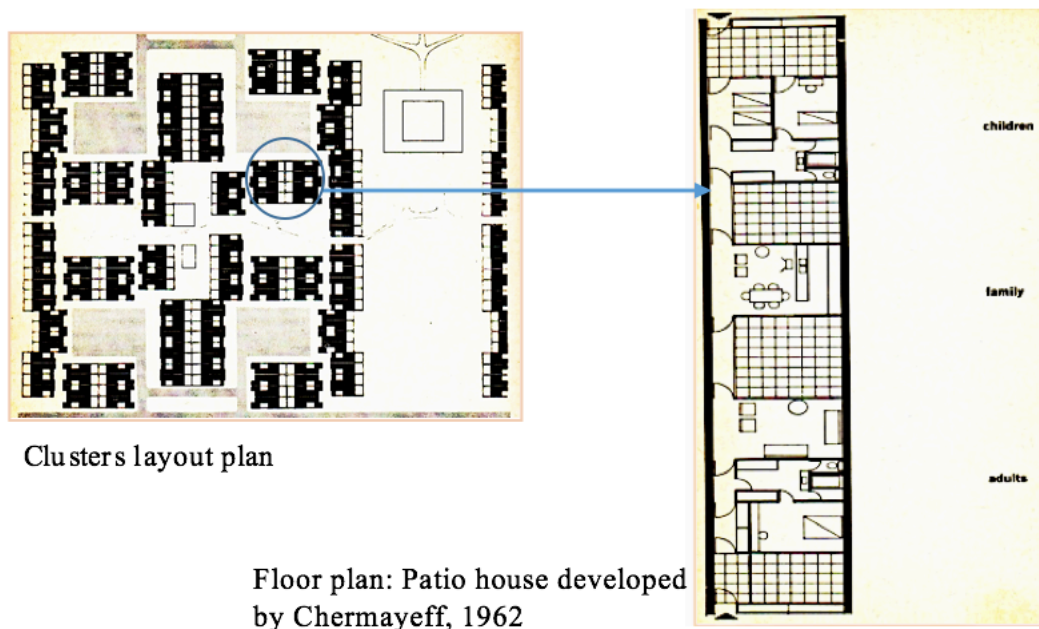 children
family
adults
Clusters layout plan
Floor plan: Patio house developed
by Chermayeff, 1962